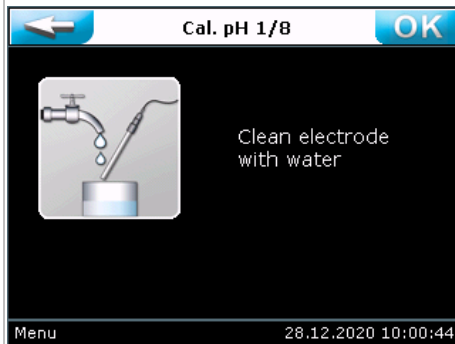 Cal. pH 1/8
OK
Clean electrode
with water
Menu
28.12.2020 10:00:44